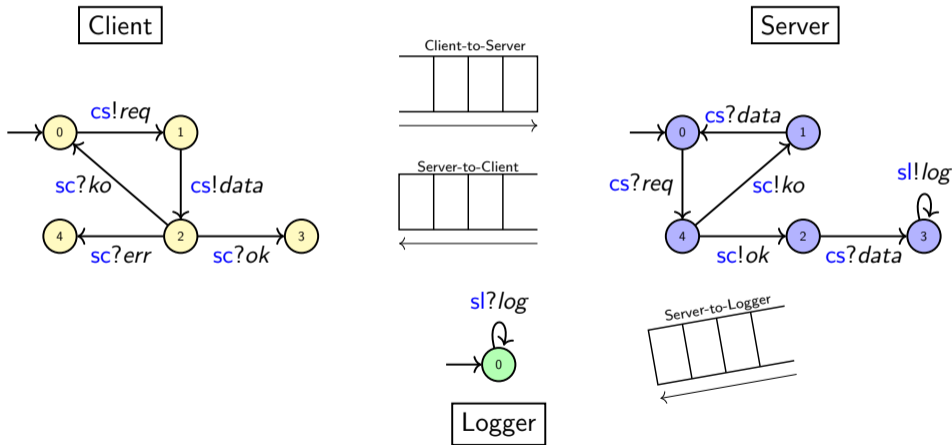 Client
Server
Client-to-Server
cs!req
cs?data
0
1
0
1
Server-to-Client
sc?ko
cs!data
cs?req
sc!ko
sl!log
4
2
3
4
2
3
sc?err
sc?ok
sc!ok
cs?data
sl?log
Server-to-Logger
0
Logger